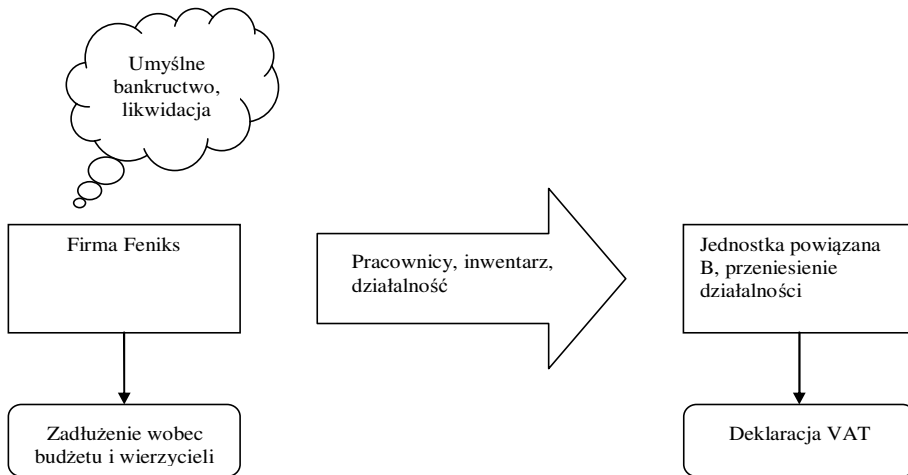 Umyślne
bankructwo,
likwidacja
Firma Feniks
Pracownicy, inwentarz,
działalność
Jednostka powiązana
B, przeniesienie
działalności
Zadłużenie wobec
budżetu i wierzycieli
Deklaracja VAT